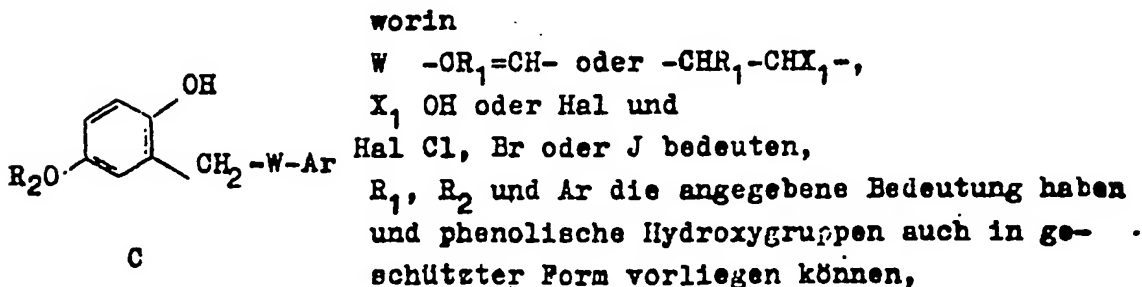 worin
W -CR₁=CH- oder -CHR₁-CHX₁-,
X₁ OH oder Hal und
Hal Cl, Br oder J bedeuten,
R₁, R₂ und Ar die angegebene Bedeutung haben
und phenolische Hydroxygruppen auch in ge-
schützter Form vorliegen können,
OH
R₂O
CH₂-W-Ar
C